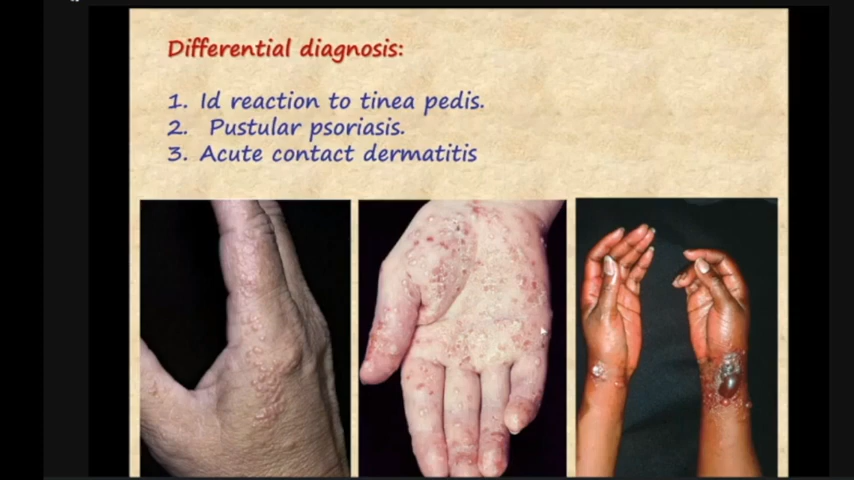 Differential diagnosis:
1. Id reaction to tinea pedis.
2. Pustular psoriasis.
3. Acute contact dermatitis